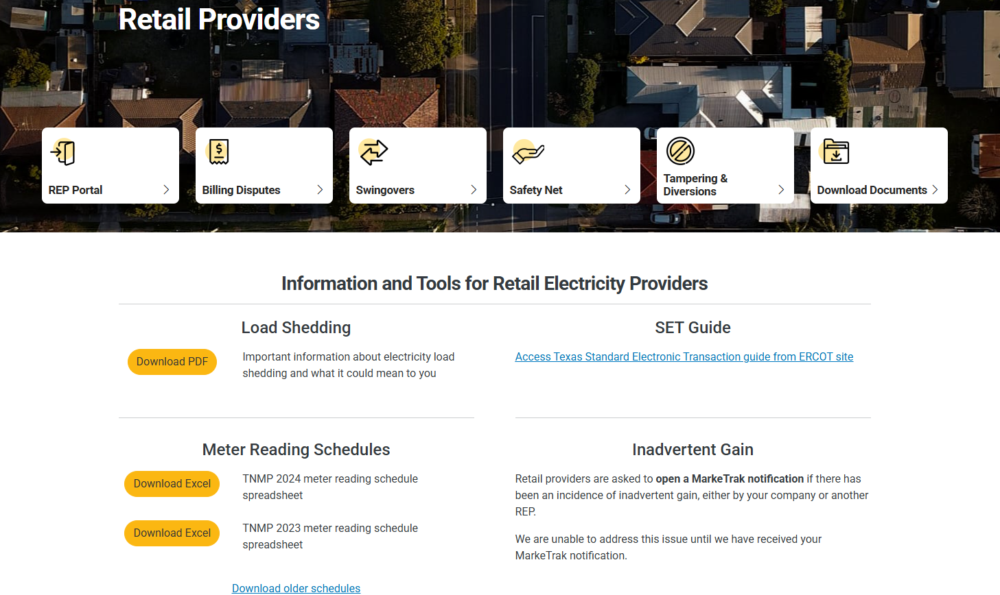 Retail Providers
REP Portal
Billing Disputes
Swingovers
Safety Net
Tampering &
Diversions
Download Documents
Information and Tools for Retail Electricity Providers
Load Shedding
Download PDF
Important information about electricity load
shedding and what it could mean to you
SET Guide
Access Texas Standard Electronic Transaction guide from ERCOT site
Meter Reading Schedules
Download Excel
TNMP 2024 meter reading schedule
spreadsheet
Download Excel
TNMP 2023 meter reading schedule
spreadsheet
Download older schedules
Inadvertent Gain
Retail providers are asked to open a MarkeTrak notification if there has
been an incidence of inadvertent gain, either by your company or another
REP.
We are unable to address this issue until we have received your
MarkeTrak notification.